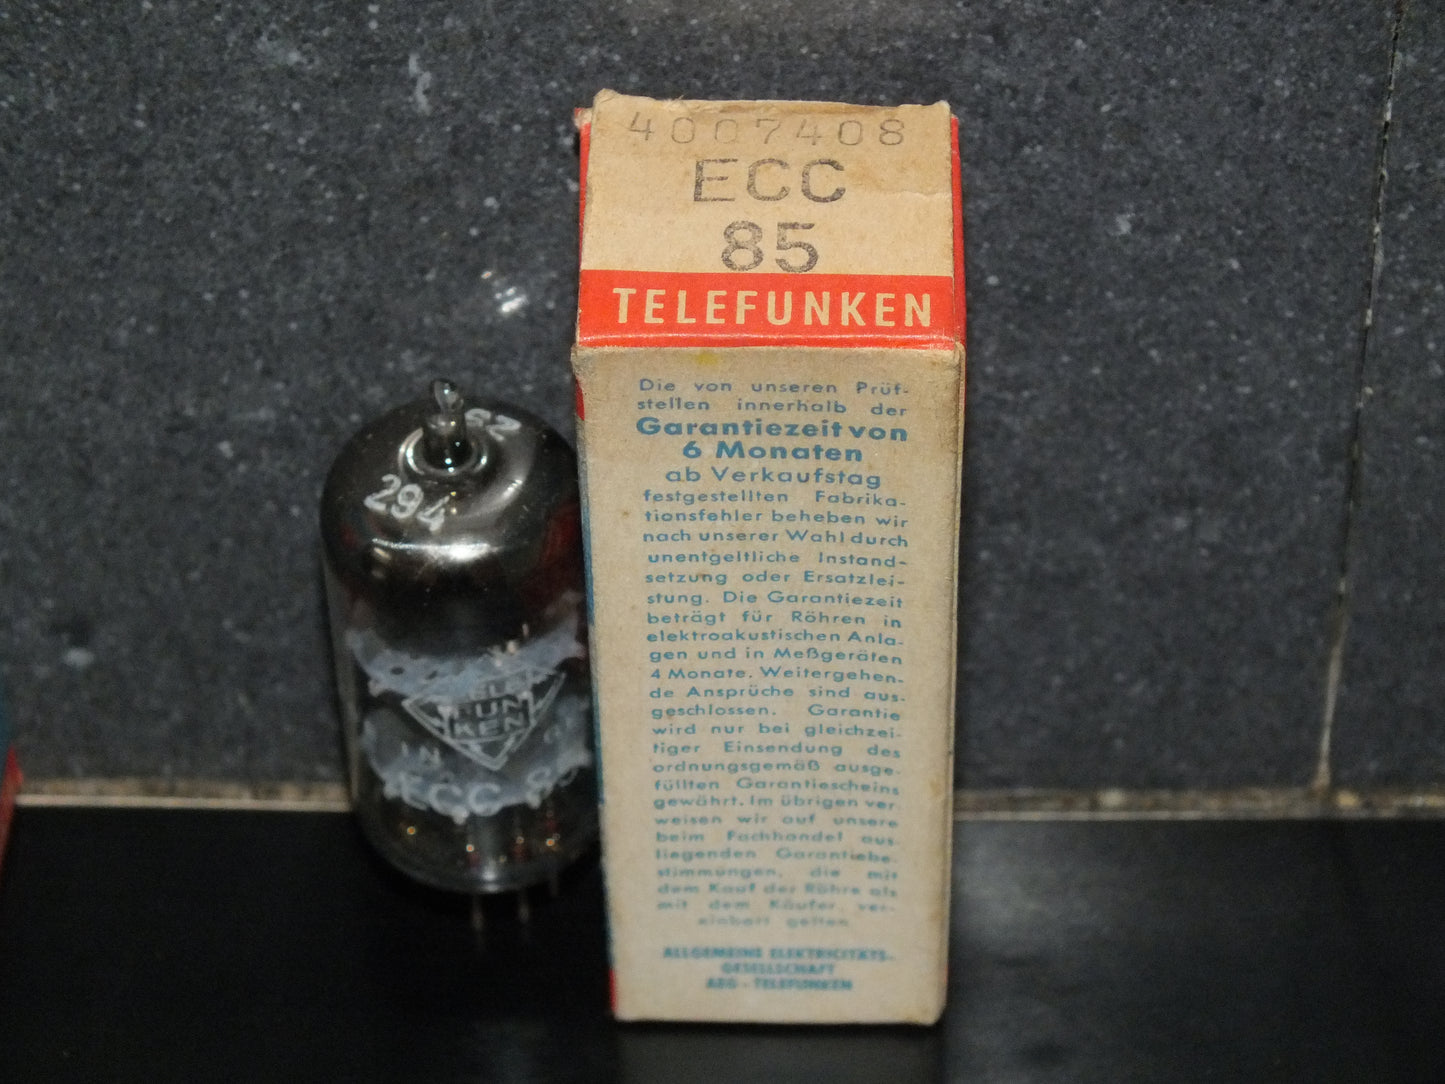 4007408
ECC
85
TELEFUNKEN
Die von unseren Prüf-
stellen innerhalb der
Garantiezeit von
6 Monaten
ab Verkaufstag
festgestellten Fabrika-
tionsfehler beheben wir
nach unserer Wahl durch
unentgeltliche Instand-
setzung oder Ersatzlei-
stung. Die Garantiezeit
beträgt für Röhren in
elektroakustischen Anla-
gen und in Meßgeräten
4 Monate. Weitergehen-
de Ansprüche sind aus-
geschlossen. Garantie
wird nur bei gleichzei-
tiger Einsendung des
ordnungsgemäß ausge-
füllten Garantiescheins
gewährt. Im übrigen ver-
weisen wir auf unsere
beim Fachhandel aus-
liegenden Garantiebe-
stimmungen, die mit
dem Kauf der Röhre als
mit dem Käufer ver-
einbart gelten
ALLGEMEINE ELEKTRICITÄTS-
GESELLSCHAFT
AEG - TELEFUNKEN
62
294
TELE
FUN
KEN
ECC